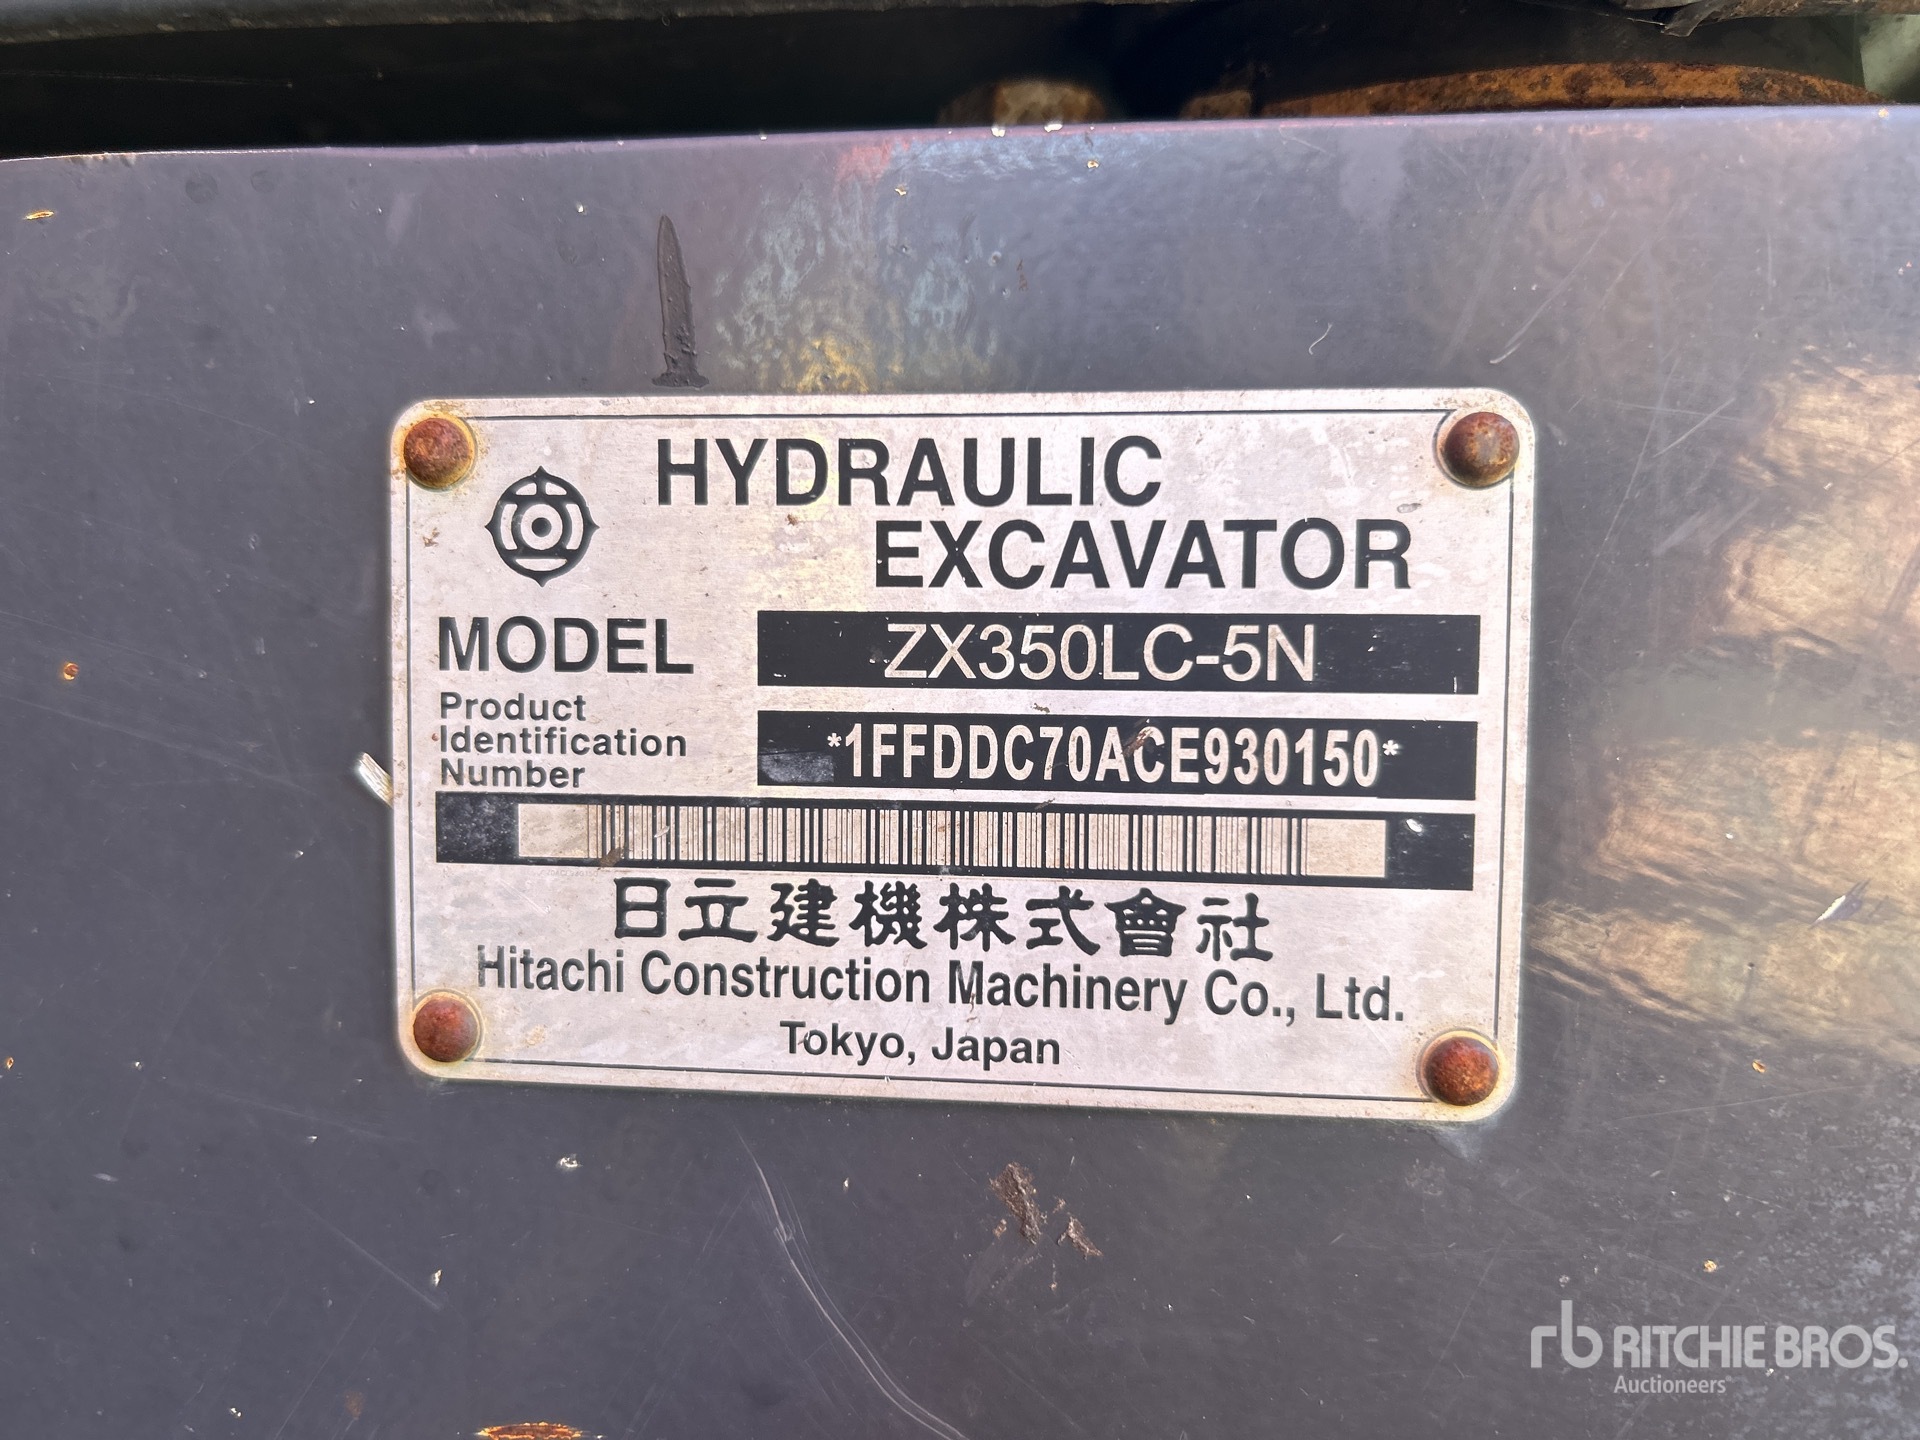 HYDRAULIC
EXCAVATOR
MODEL ZX350LC-5N
Product
Identification
Number
*1FFDDC70ACE930150*
日立建機株式會社
Hitachi Construction Machinery Co., Ltd.
Tokyo, Japan
rb RITCHIE BROS.
Auctioneers